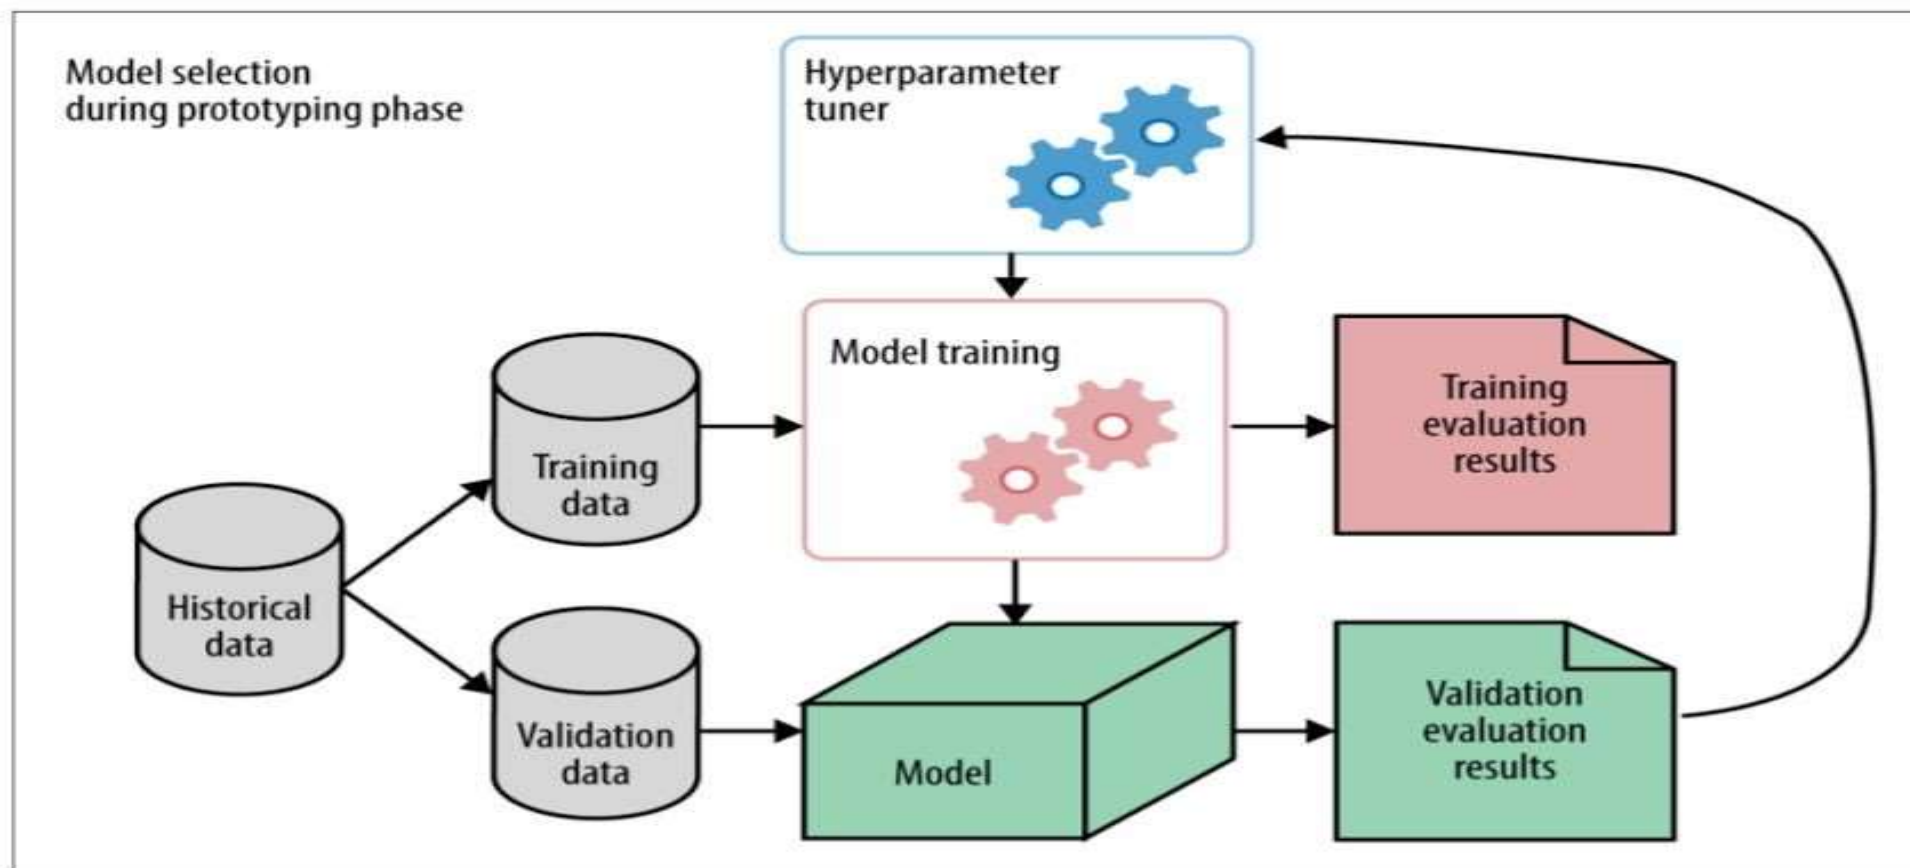 Model selection
during prototyping phase
Hyperparameter
tuner
Model training
Training
evaluation
results
Training
data
Historical
data
Validation
data
Model
Validation
evaluation
results